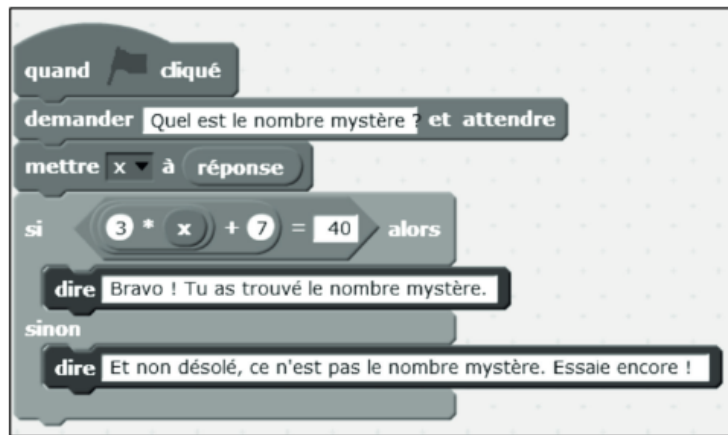 quand cliqué
demander Quel est le nombre mystère ? et attendre
mettre x à réponse
si 3 * x + 7 = 40 alors
dire Bravo ! Tu as trouvé le nombre mystère.
sinon
dire Et non désolé, ce n'est pas le nombre mystère. Essaie encore !